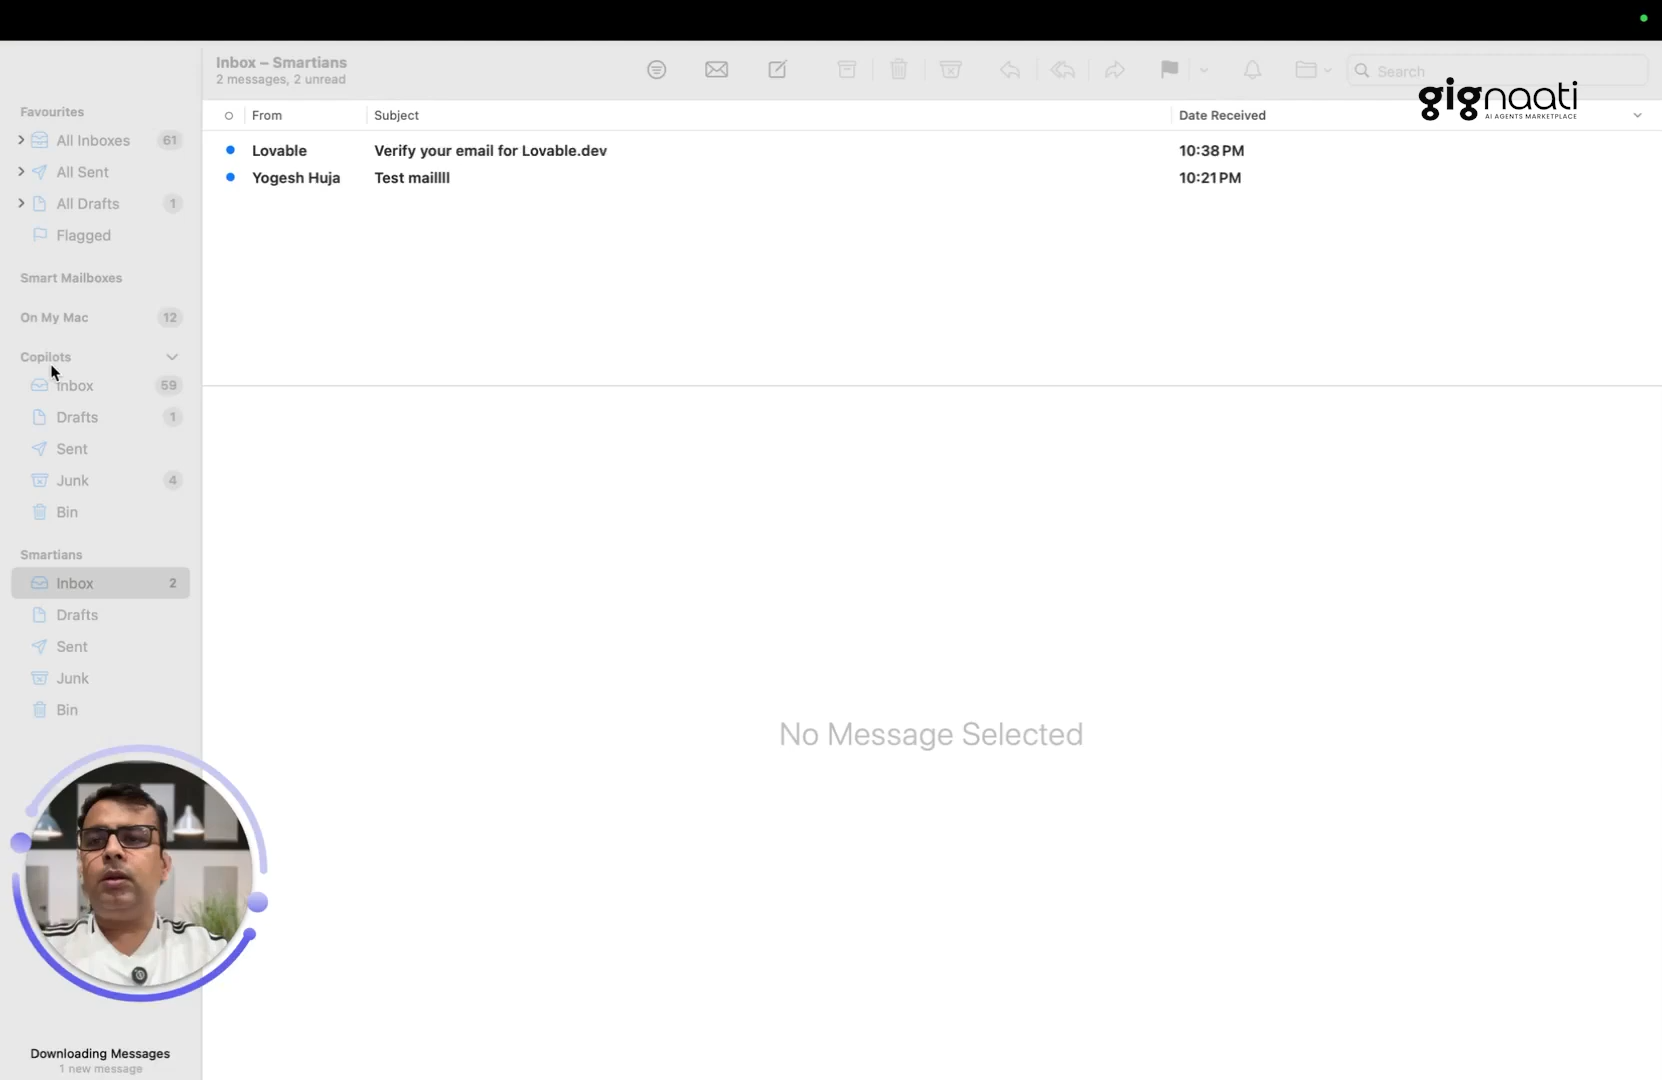 Inbox – Smartians
2 messages, 2 unread
Search
gignaati
AI AGENTS MARKETPLACE
Favourites
All Inboxes 61
All Sent
All Drafts 1
Flagged
Smart Mailboxes
On My Mac 12
Copilots
Inbox 59
Drafts 1
Sent
Junk 4
Bin
Smartians
Inbox 2
Drafts
Sent
Junk
Bin
Downloading Messages
1 new message
From Subject Date Received
Lovable Verify your email for Lovable.dev 10:38 PM
Yogesh Huja Test maillll 10:21 PM
No Message Selected